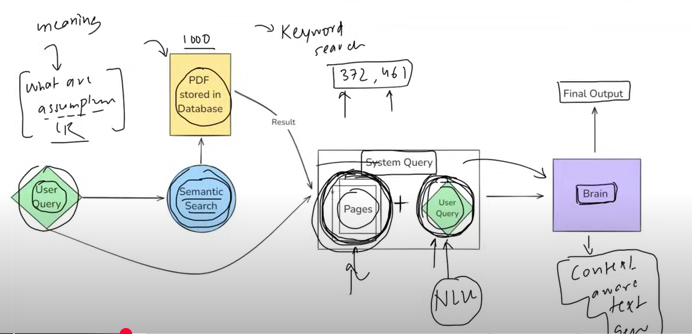 meaning
what are
assumption
LR
User
Query
1000
PDF
stored in
Database
Semantic
Search
Keyword
search
372, 461
Result
System Query
Pages
+
User
Query
NLU
Final Output
Brain
Context
aware
text